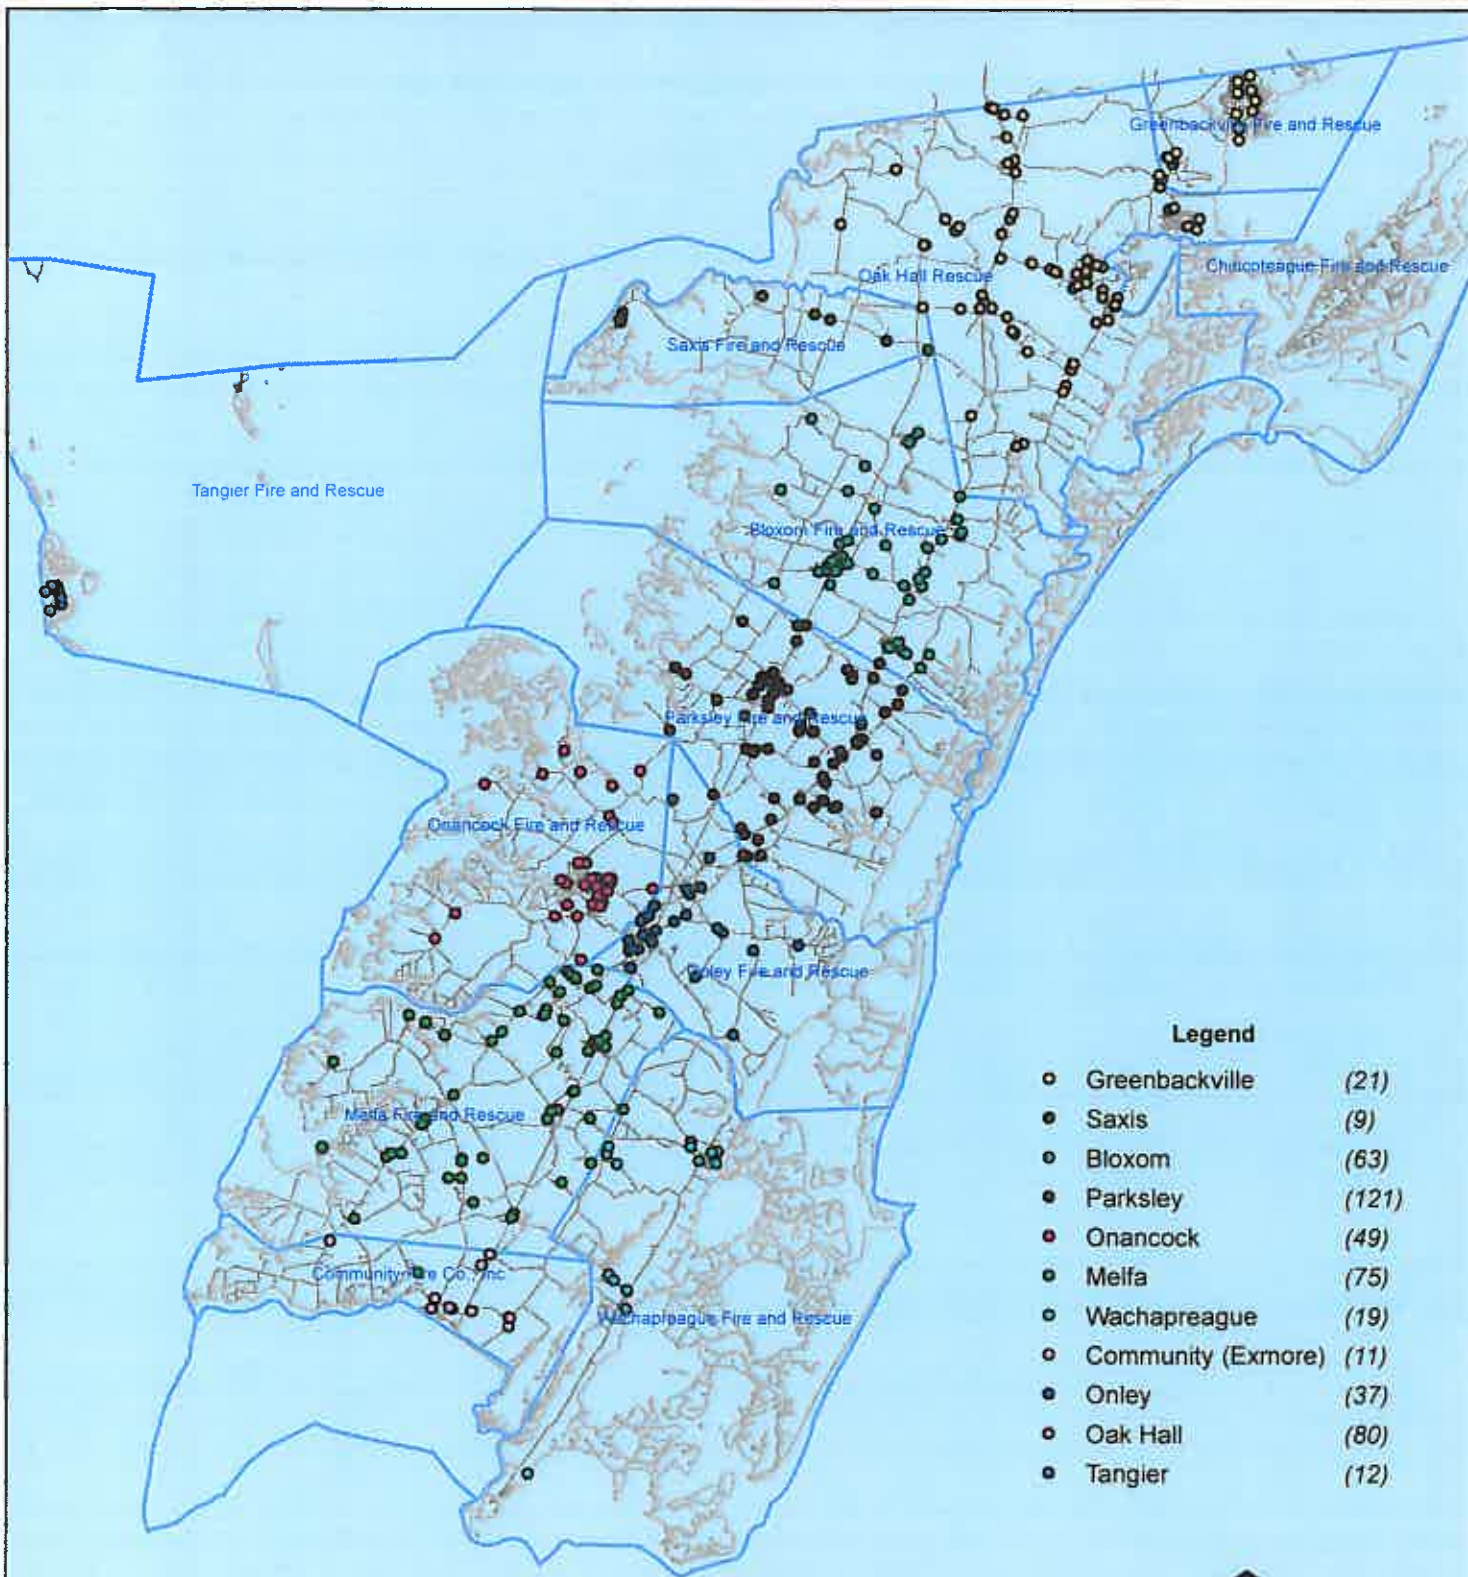 Greenbackville Fire and Rescue
Chincoteague Fire and Rescue
Oak Hall Rescue
Saxis Fire and Rescue
Tangier Fire and Rescue
Bloxom Fire and Rescue
Parksley Fire and Rescue
Onancock Fire and Rescue
Onley Fire and Rescue
Melfa Fire and Rescue
Community Fire Co., Inc
Wachapreague Fire and Rescue
Legend
Greenbackville (21)
Saxis (9)
Bloxom (63)
Parksley (121)
Onancock (49)
Melfa (75)
Wachapreague (19)
Community (Exmore) (11)
Onley (37)
Oak Hall (80)
Tangier (12)